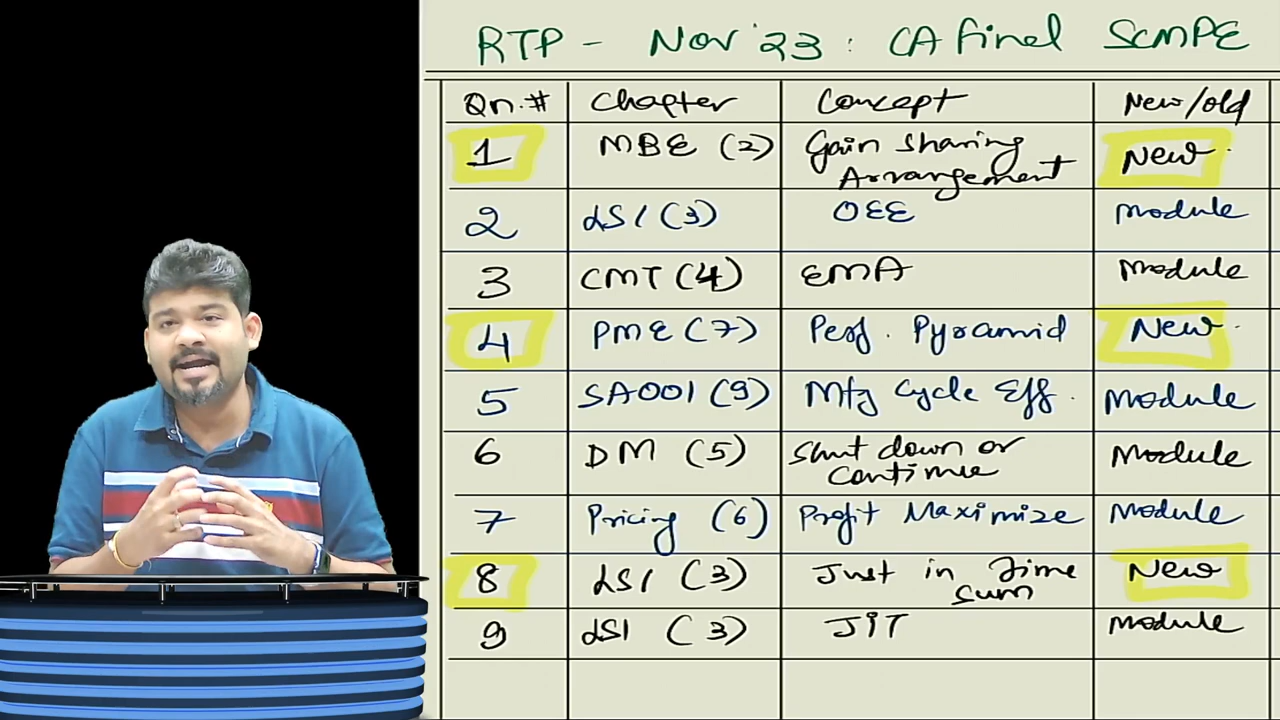 RTP - Nov '23 : CA Final SCMPE
Qn.# Chapter Concept New/old
1 MBE (2) Gain Sharing Arrangement New.
2 LSI (3) OEE Module
3 CMT (4) EMA Module
4 PME (7) Perf. Pyramid New.
5 SA001 (9) Mfg Cycle Eff. Module
6 DM (5) Shut down or continue Module
7 Pricing (6) Profit Maximize Module
8 LSI (3) Just in Time sum New
9 LSI (3) JIT Module